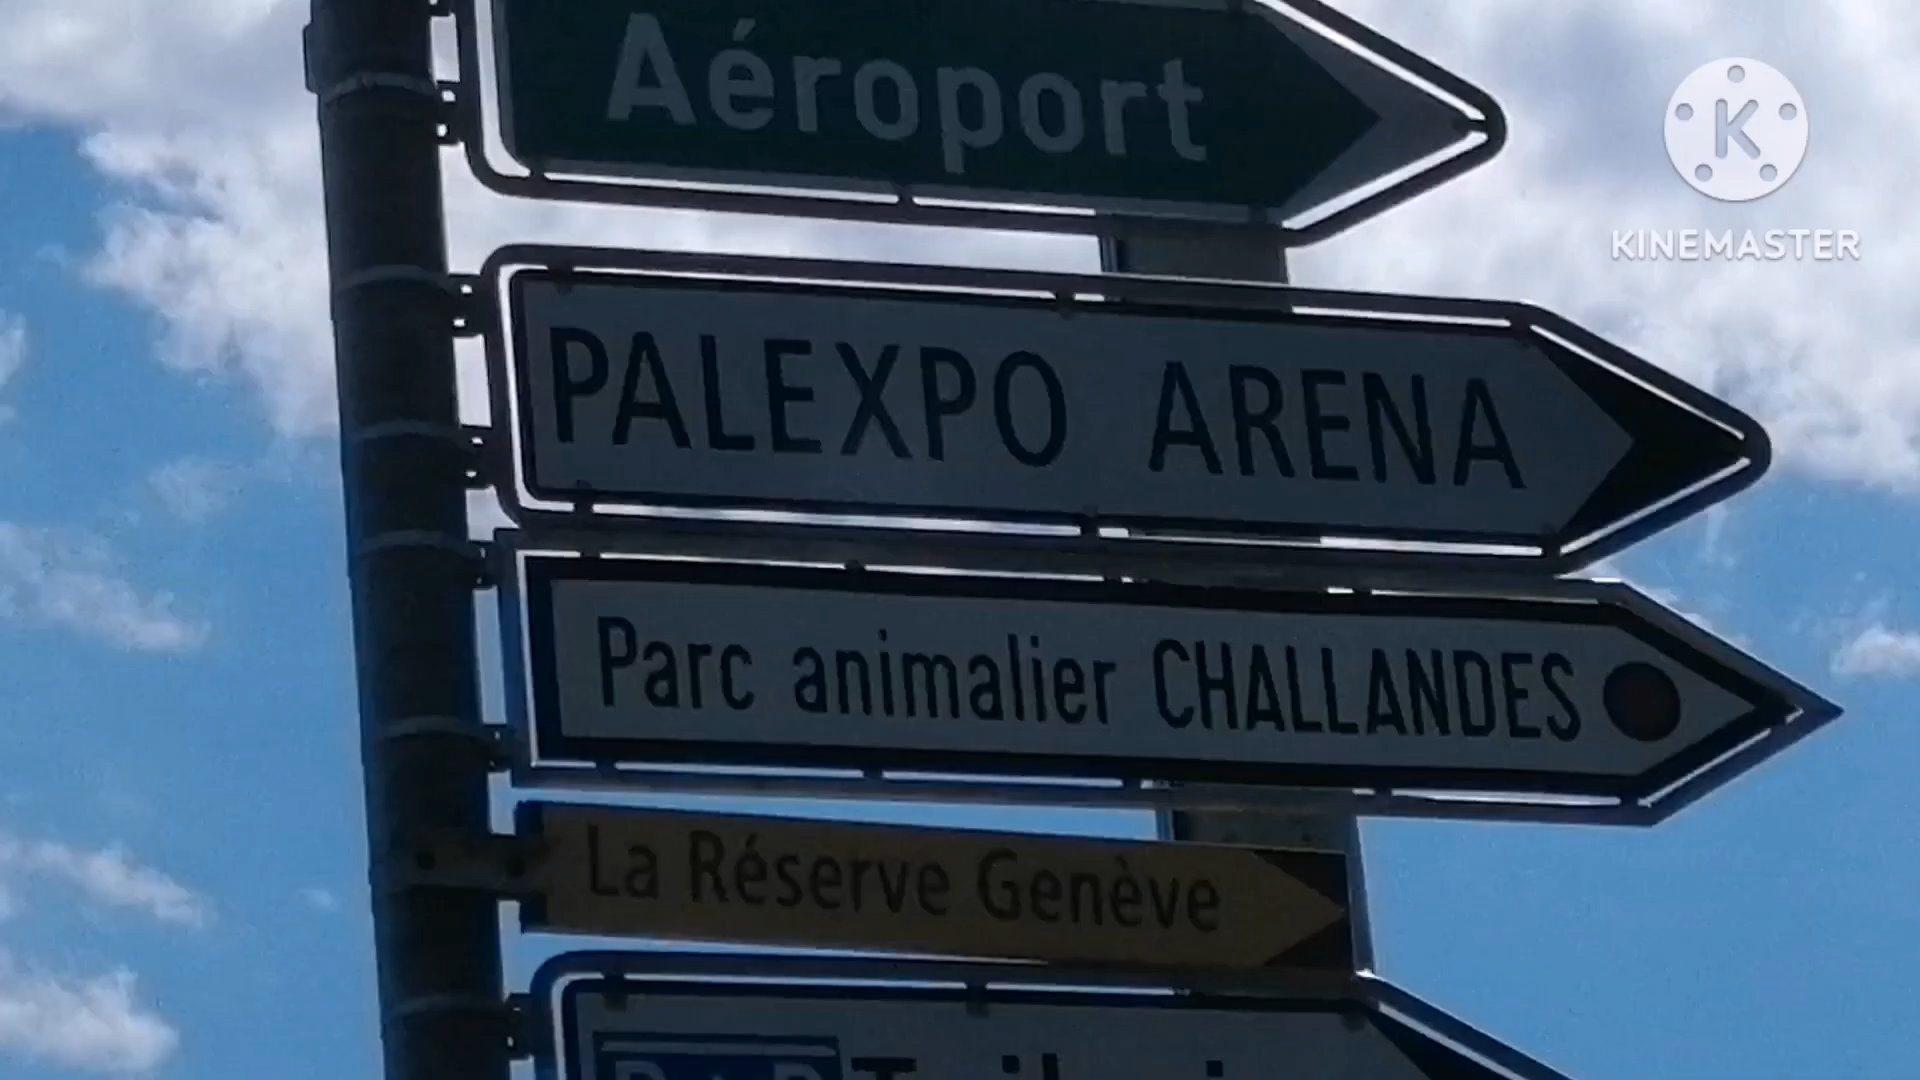 Aéroport
K
KINEMASTER
PALEXPO ARENA
Parc animalier CHALLANDES
La Réserve Genève